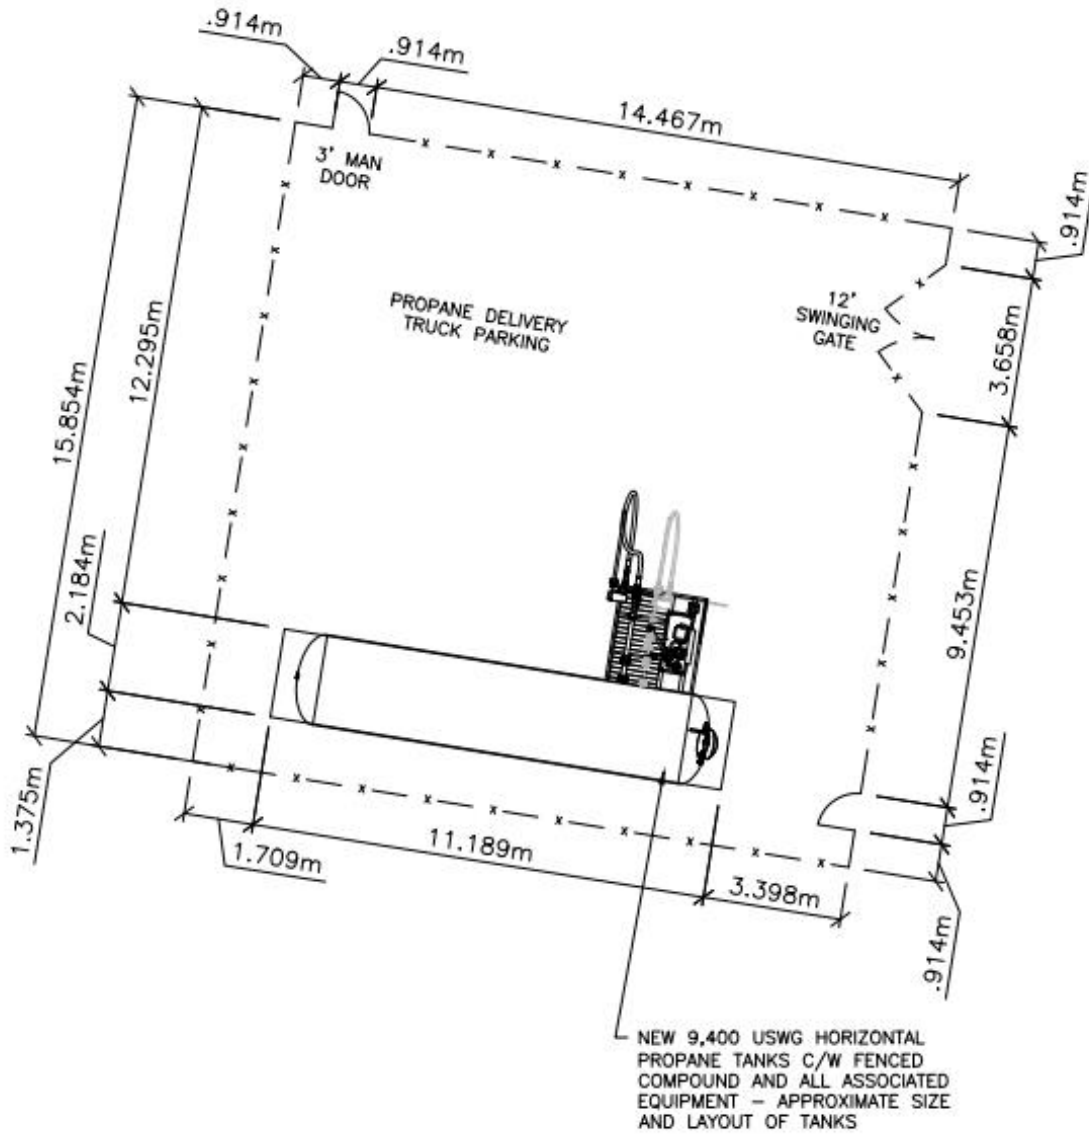 .914m
.914m
14.467m
3' MAN
DOOR
.914m
PROPANE DELIVERY
TRUCK PARKING
12'
SWINGING
GATE
3.658m
12.295m
15.854m
2.184m
9.453m
1.375m
1.709m
11.189m
3.398m
.914m
.914m
NEW 9,400 USWG HORIZONTAL
PROPANE TANKS C/W FENCED
COMPOUND AND ALL ASSOCIATED
EQUIPMENT – APPROXIMATE SIZE
AND LAYOUT OF TANKS